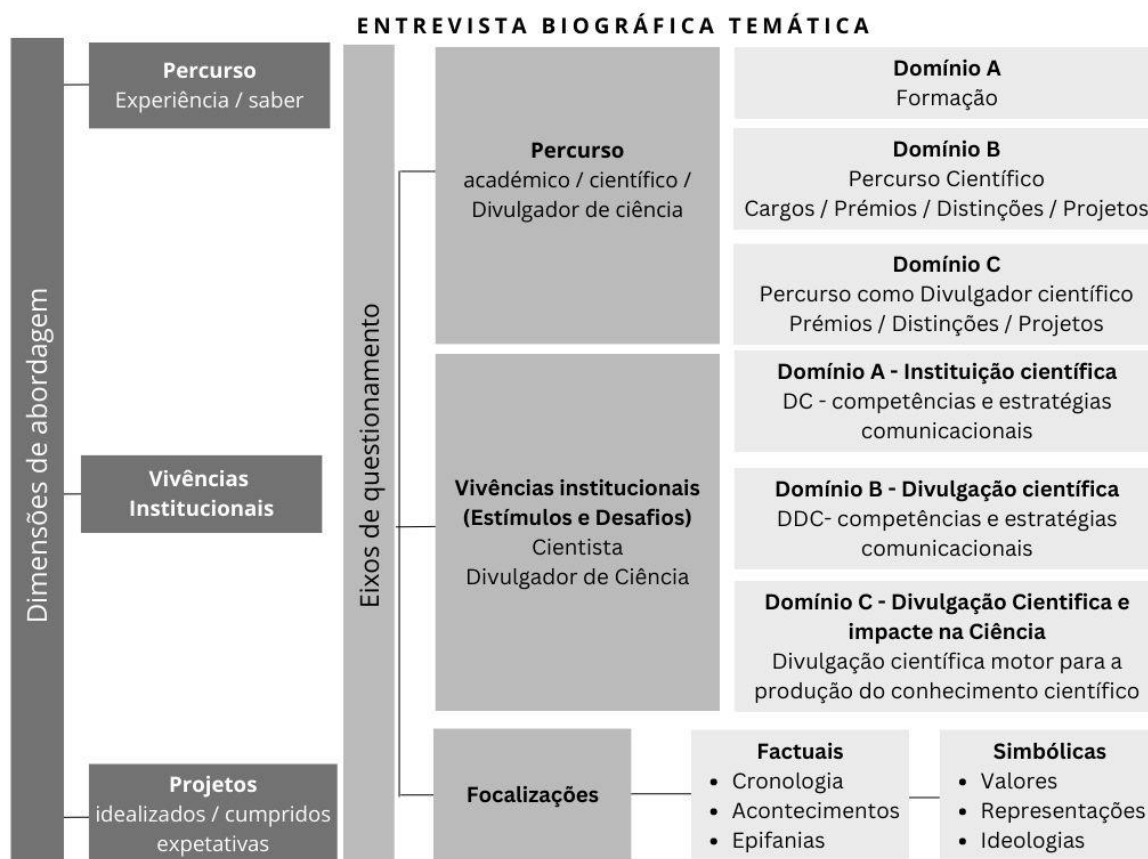 ENTREVISTA BIOGRÁFICA TEMÁTICA
Dimensões de abordagem
Percurso
Experiência / saber
Vivências
Institucionais
Projetos
idealizados / cumpridos
expetativas
Eixos de questionamento
Percurso
académico / científico /
Divulgador de ciência
Domínio A
Formação
Domínio B
Percurso Científico
Cargos / Prémios / Distinções / Projetos
Domínio C
Percurso como Divulgador científico
Prémios / Distinções / Projetos
Vivências institucionais
(Estímulos e Desafios)
Cientista
Divulgador de Ciência
Domínio A - Instituição científica
DC - competências e estratégias
comunicacionais
Domínio B - Divulgação científica
DDC- competências e estratégias
comunicacionais
Domínio C - Divulgação Cientifica e
impacte na Ciência
Divulgação científica motor para a
produção do conhecimento científico
Focalizações
Factuais
• Cronologia
• Acontecimentos
• Epifanias
Simbólicas
• Valores
• Representações
• Ideologias